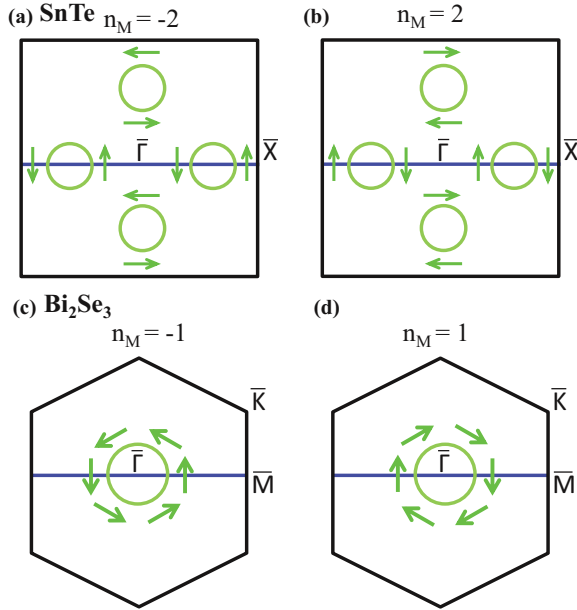 (a) SnTe
n_M = -2
Γ̅
X̅
(b)
n_M = 2
Γ̅
X̅
(c) Bi₂Se₃
n_M = -1
K̅
Γ̅
M̅
(d)
n_M = 1
K̅
Γ̅
M̅